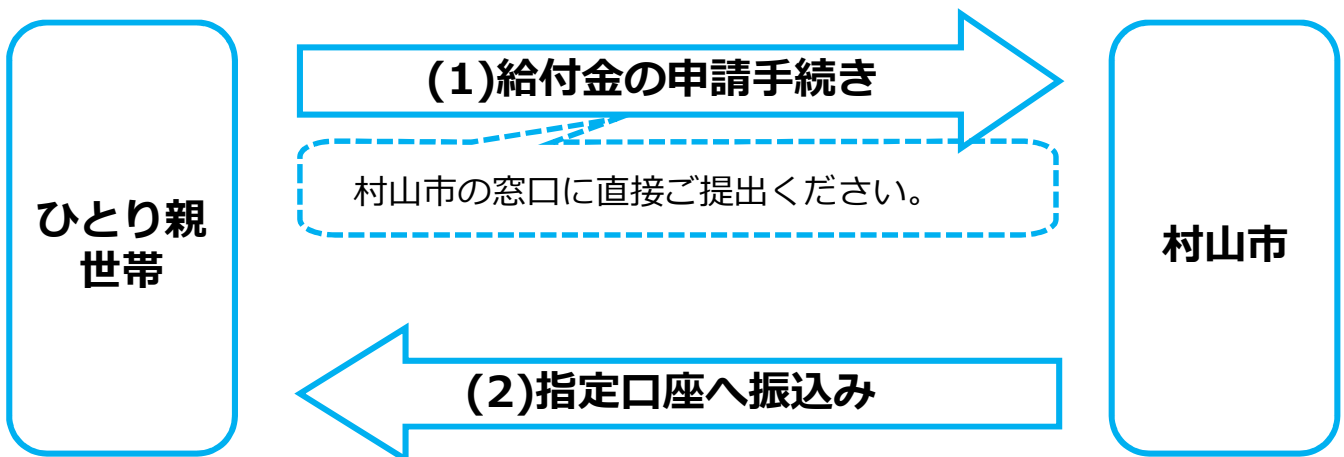 ひとり親
世帯
(1)給付金の申請手続き
村山市の窓口に直接ご提出ください。
(2)指定口座へ振込み
村山市